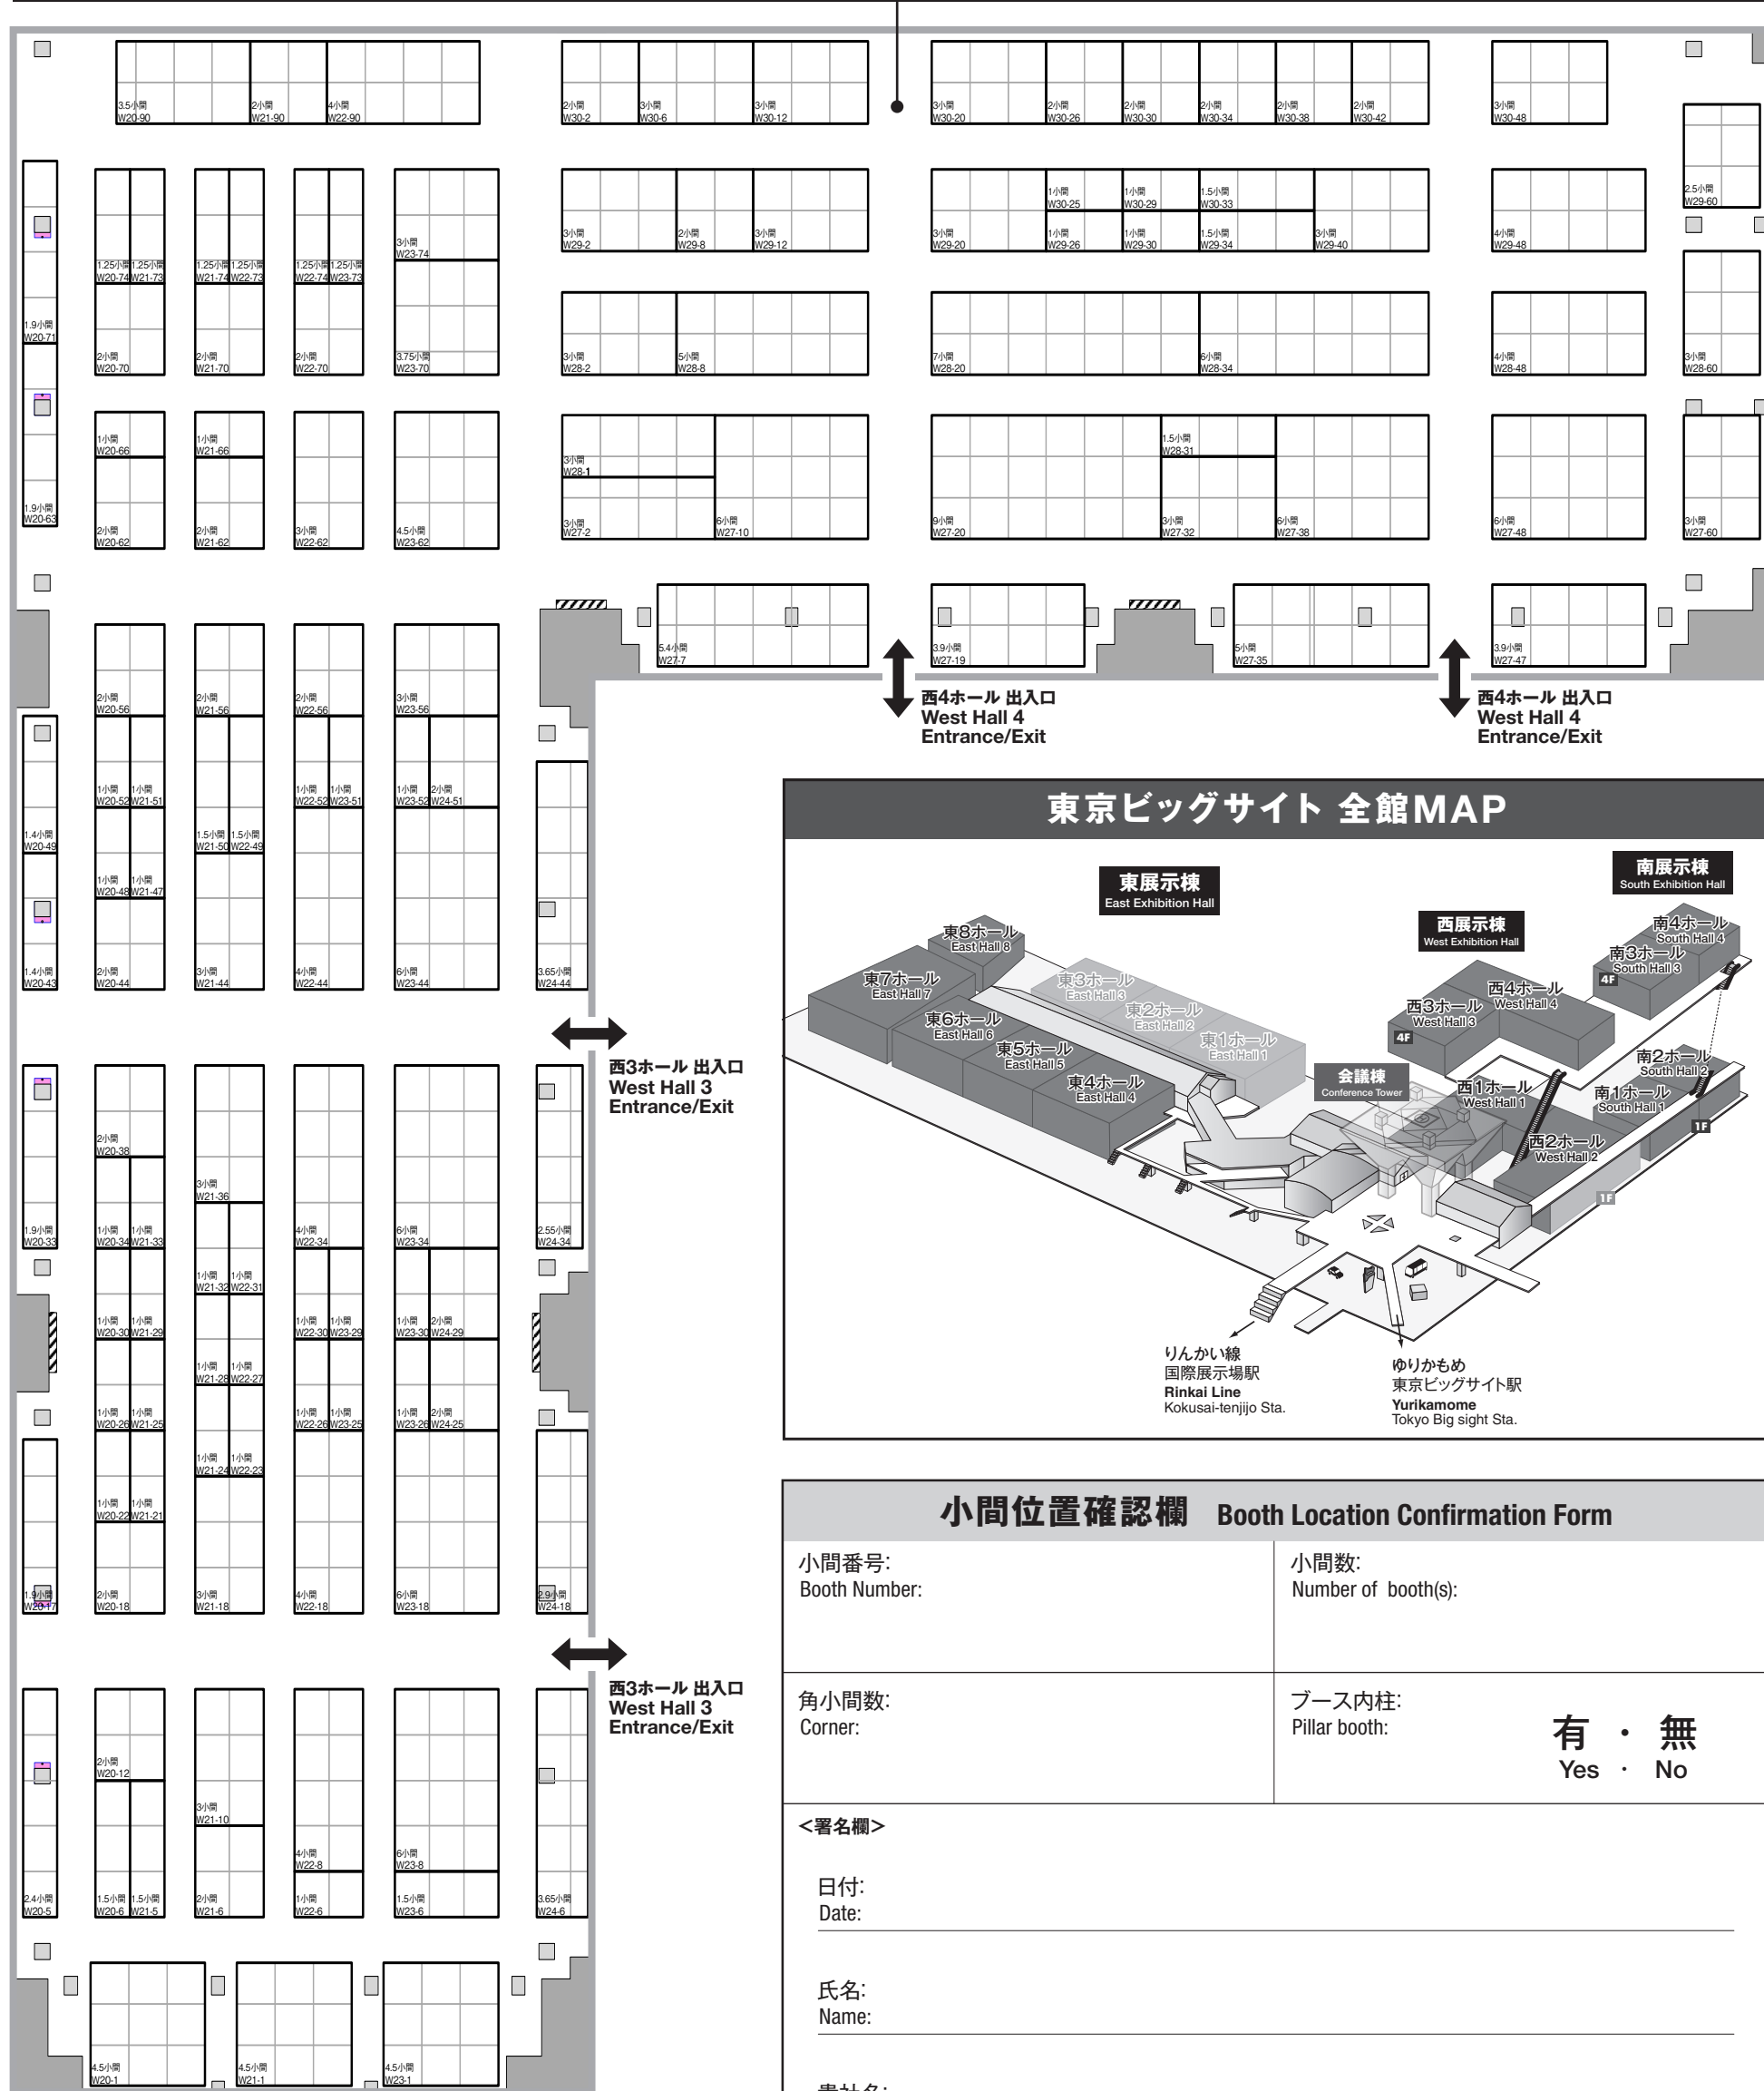 3.5小間
W20-90
2小間
W21-90
4小間
W22-90
2小間
W30-2
3小間
W30-6
3小間
W30-12
3小間
W30-20
2小間
W30-26
2小間
W30-30
2小間
W30-34
2小間
W30-38
2小間
W30-42
3小間
W30-48
2.5小間
W29-60
1.9小間
W20-71
1.25小間
W20-74
1.25小間
W21-73
1.25小間
W21-74
1.25小間
W22-73
1.25小間
W22-74
1.25小間
W23-73
3小間
W23-74
3小間
W29-2
2小間
W29-8
3小間
W29-12
3小間
W29-20
1小間
W30-25
1小間
W30-29
1.5小間
W30-33
1小間
W29-26
1小間
W29-30
1.5小間
W29-34
3小間
W29-40
4小間
W29-48
2小間
W20-70
2小間
W21-70
2小間
W22-70
3.75小間
W23-70
3小間
W28-2
5小間
W28-8
7小間
W28-20
6小間
W28-34
4小間
W28-48
3小間
W28-60
1.9小間
W20-63
1小間
W20-66
1小間
W21-66
2小間
W20-62
2小間
W21-62
3小間
W22-62
4.5小間
W23-62
3小間
W28-1
3小間
W27-2
6小間
W27-10
9小間
W27-20
1.5小間
W28-31
3小間
W27-32
6小間
W27-38
6小間
W27-48
3小間
W27-60
5.4小間
W27-7
3.9小間
W27-19
5小間
W27-35
3.9小間
W27-47
西4ホール 出入口
West Hall 4
Entrance/Exit
西4ホール 出入口
West Hall 4
Entrance/Exit
2小間
W20-56
2小間
W21-56
2小間
W22-56
3小間
W23-56
1.4小間
W20-49
1小間
W20-52
1小間
W21-51
1.5小間
W21-50
1.5小間
W22-49
1小間
W22-52
1小間
W23-51
1小間
W23-52
2小間
W24-51
1小間
W20-48
1小間
W21-47
1.4小間
W20-43
2小間
W20-44
3小間
W21-44
4小間
W22-44
6小間
W23-44
3.65小間
W24-44
西3ホール 出入口
West Hall 3
Entrance/Exit
2小間
W20-38
3小間
W21-36
1.9小間
W20-33
1小間
W20-34
1小間
W21-33
4小間
W22-34
6小間
W23-34
2.55小間
W24-34
1小間
W21-32
1小間
W22-31
1小間
W20-30
1小間
W21-29
1小間
W22-30
1小間
W23-29
1小間
W23-30
2小間
W24-29
1小間
W21-28
1小間
W22-27
1小間
W20-26
1小間
W21-25
1小間
W22-26
1小間
W23-25
1小間
W23-26
2小間
W24-25
1小間
W21-24
1小間
W22-23
1小間
W20-22
1小間
W21-21
1.9小間
W20-17
2小間
W20-18
3小間
W21-18
4小間
W22-18
6小間
W23-18
2.9小間
W24-18
西3ホール 出入口
West Hall 3
Entrance/Exit
2小間
W20-12
3小間
W21-10
4小間
W22-8
6小間
W23-8
2.4小間
W20-5
1.5小間
W20-6
1.5小間
W21-5
2小間
W21-6
1小間
W22-6
1.5小間
W23-6
3.65小間
W24-6
4.5小間
W20-1
4.5小間
W21-1
4.5小間
W23-1
東京ビッグサイト 全館MAP
東展示棟
East Exhibition Hall
南展示棟
South Exhibition Hall
西展示棟
West Exhibition Hall
東8ホール
East Hall 8
東7ホール
East Hall 7
東6ホール
East Hall 6
東5ホール
East Hall 5
東4ホール
East Hall 4
東3ホール
East Hall 3
東2ホール
East Hall 2
東1ホール
East Hall 1
会議棟
Conference Tower
南4ホール
South Hall 4
南3ホール
South Hall 3
4F
西4ホール
West Hall 4
西3ホール
West Hall 3
4F
南2ホール
South Hall 2
南1ホール
South Hall 1
1F
西1ホール
West Hall 1
西2ホール
West Hall 2
1F
りんかい線
国際展示場駅
Rinkai Line
Kokusai-tenjijo Sta.
ゆりかもめ
東京ビッグサイト駅
Yurikamome
Tokyo Big sight Sta.
小間位置確認欄 Booth Location Confirmation Form
小間番号:
Booth Number:
小間数:
Number of booth(s):
角小間数:
Corner:
ブース内柱:
Pillar booth:
有 ・ 無
Yes ・ No
<署名欄>
日付:
Date:
氏名:
Name:
貴社名: